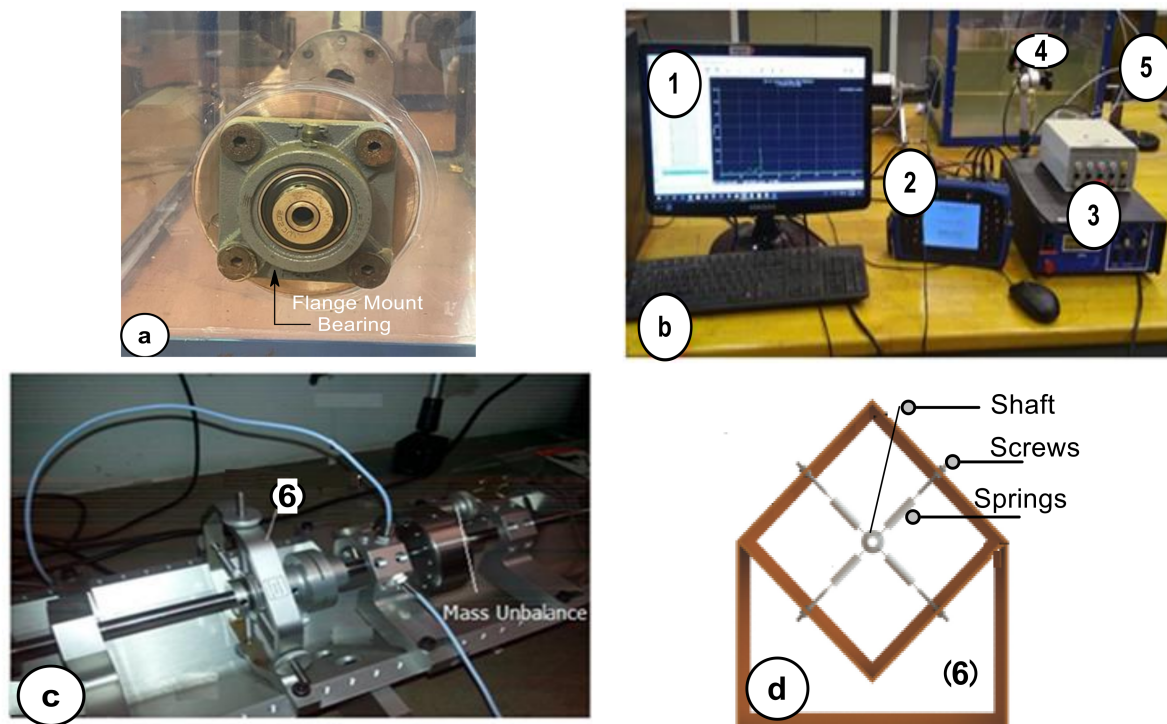 Flange Mount
Bearing
a
1
2
3
4
5
b
(6)
Mass Unbalance
c
Shaft
Screws
Springs
(6)
d